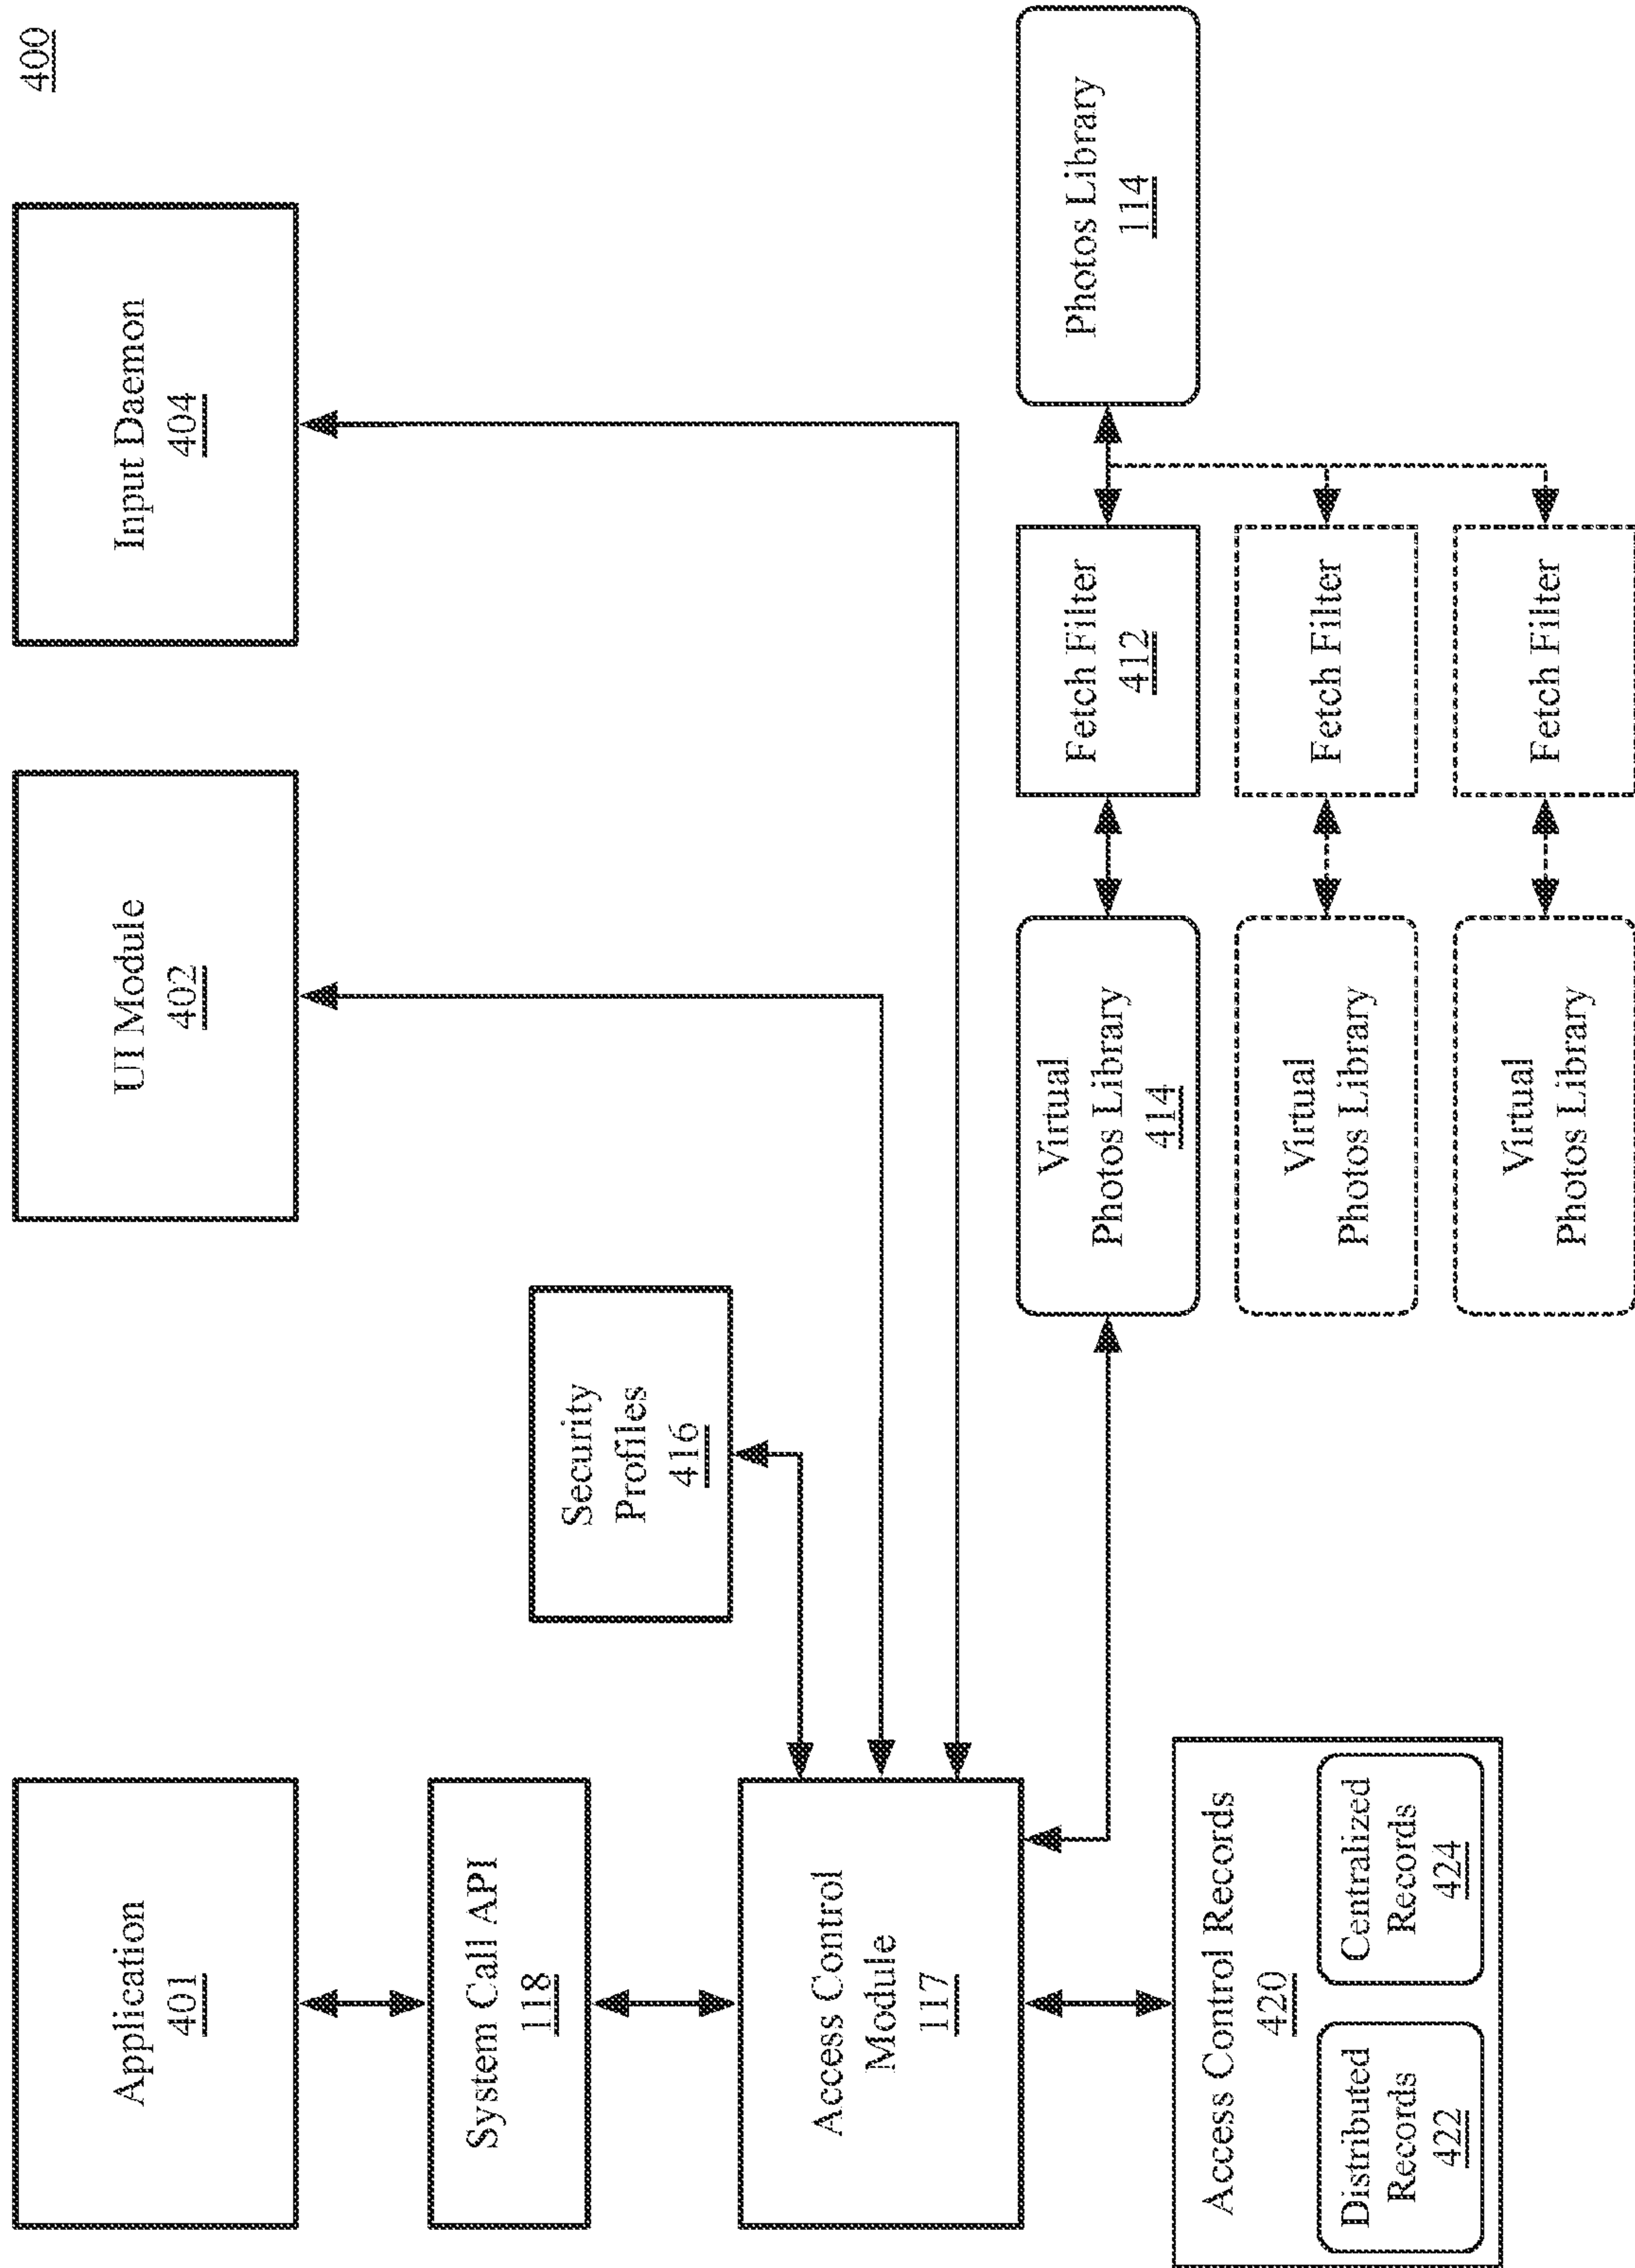 400
Application
401
UI Module
402
Input Daemon
404
System Call API
118
Security
Profiles
416
Access Control
Module
117
Access Control Records
420
Distributed
Records
422
Centralized
Records
424
Virtual
Photos Library
414
Fetch Filter
412
Photos Library
114
Virtual
Photos Library
Fetch Filter
Virtual
Photos Library
Fetch Filter